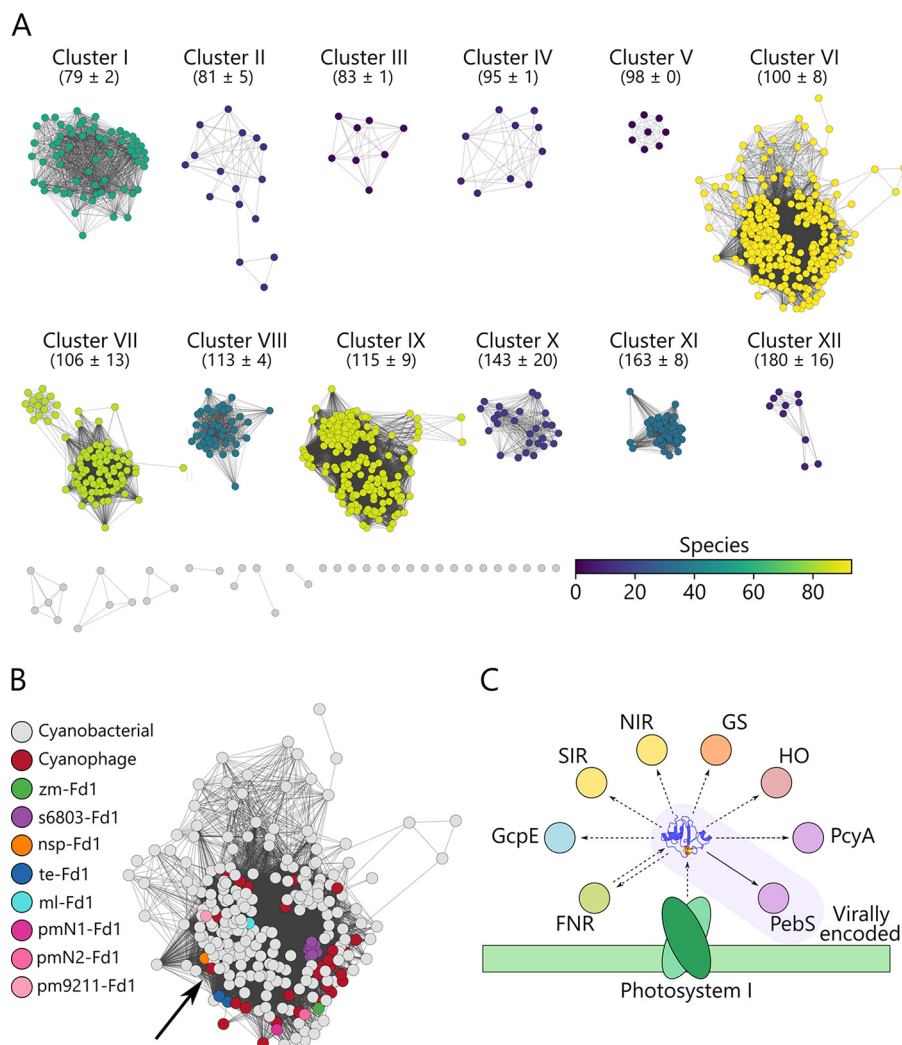 A
Cluster I
(79 ± 2)
Cluster II
(81 ± 5)
Cluster III
(83 ± 1)
Cluster IV
(95 ± 1)
Cluster V
(98 ± 0)
Cluster VI
(100 ± 8)
Cluster VII
(106 ± 13)
Cluster VIII
(113 ± 4)
Cluster IX
(115 ± 9)
Cluster X
(143 ± 20)
Cluster XI
(163 ± 8)
Cluster XII
(180 ± 16)
Species
0 20 40 60 80
B
Cyanobacterial
Cyanophage
zm-Fd1
s6803-Fd1
nsp-Fd1
te-Fd1
ml-Fd1
pmN1-Fd1
pmN2-Fd1
pm9211-Fd1
C
NIR
GS
SIR
HO
GcpE
PcyA
FNR
PebS
Virally
encoded
Photosystem I